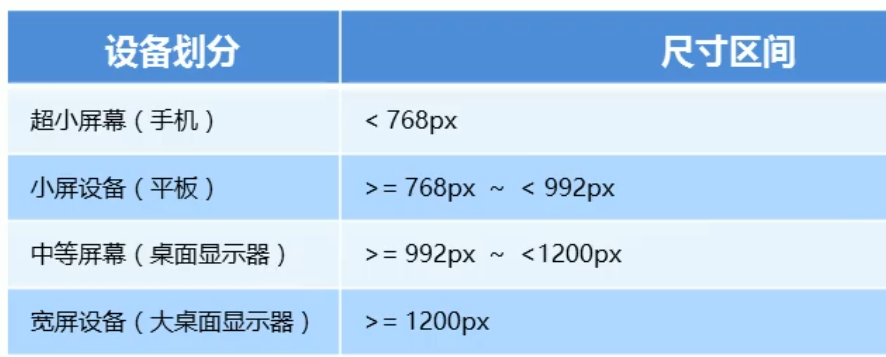 设备划分 尺寸区间
超小屏幕（手机） < 768px
小屏设备（平板） >= 768px ~ < 992px
中等屏幕（桌面显示器） >= 992px ~ <1200px
宽屏设备（大桌面显示器） >= 1200px